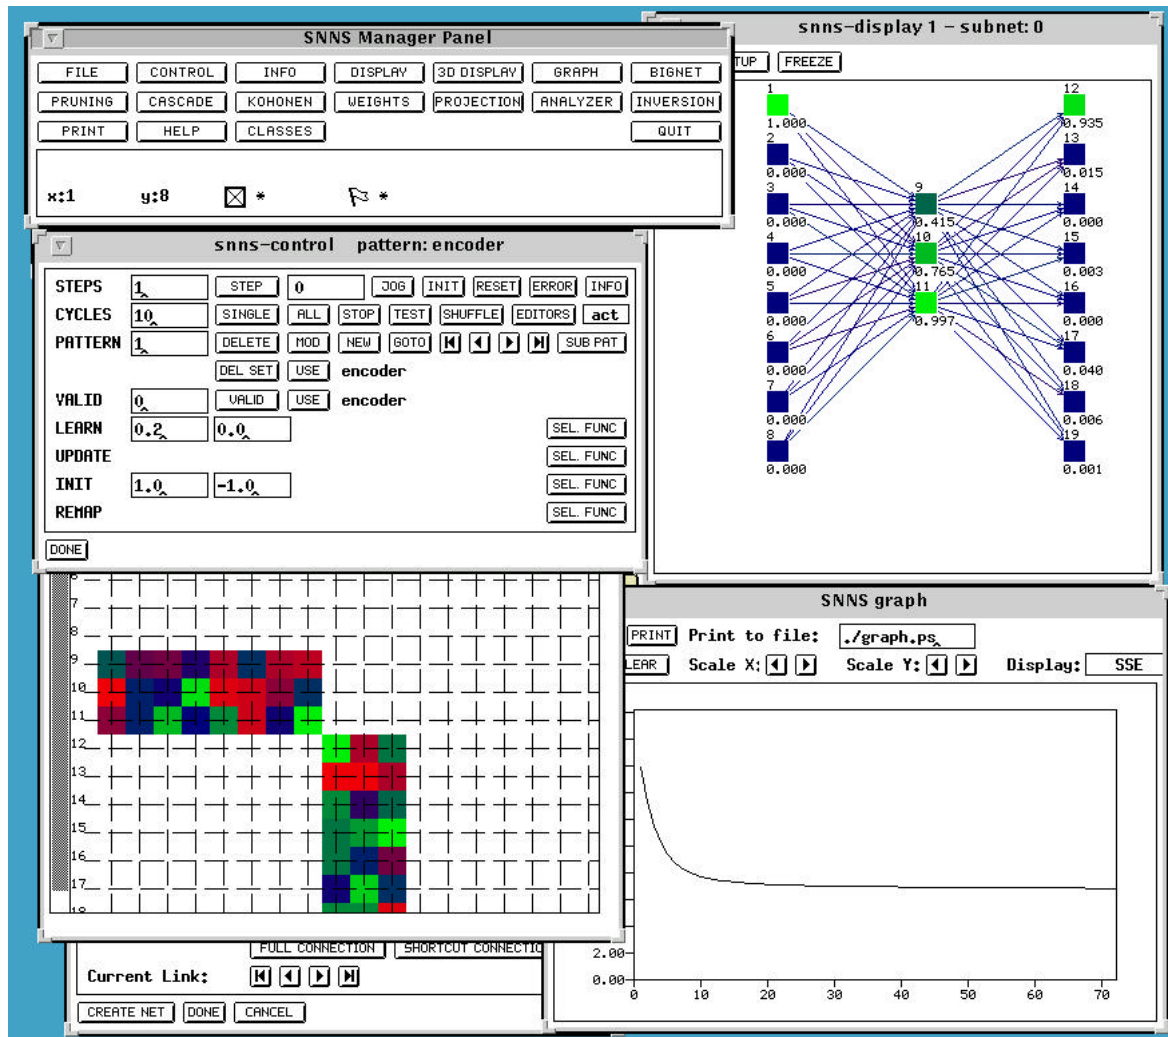 SNNS Manager Panel
FILE CONTROL INFO DISPLAY 3D DISPLAY GRAPH BIGNET
PRUNING CASCADE KOHONEN WEIGHTS PROJECTION ANALYZER INVERSION
PRINT HELP CLASSES QUIT
x:1 y:8 * *
snns-display 1 - subnet: 0
TUP FREEZE
1 12
1.000 0.935
2 13
0.000 0.015
3 9 14
0.000 0.415 0.000
4 10 15
0.000 0.765 0.003
5 11 16
0.000 0.997 0.000
6 17
0.000 0.040
7 18
0.000 0.006
8 19
0.000 0.001
snns-control pattern: encoder
STEPS 1 STEP 0 JOG INIT RESET ERROR INFO
CYCLES 10 SINGLE ALL STOP TEST SHUFFLE EDITORS act
PATTERN 1 DELETE MOD NEW GOTO SUB PAT
DEL SET USE encoder
VALID 0 VALID USE encoder
LEARN 0.2 0.0 SEL. FUNC
UPDATE SEL. FUNC
INIT 1.0 -1.0 SEL. FUNC
REMAP SEL. FUNC
DONE
7
8
9
10
11
12
13
14
15
16
17
SNNS graph
PRINT Print to file: ./graph.ps
LEAR Scale X: Scale Y: Display: SSE
2.00
0.00
0 10 20 30 40 50 60 70
FULL CONNECTION SHORTCUT CONNECTIO
Current Link:
CREATE NET DONE CANCEL